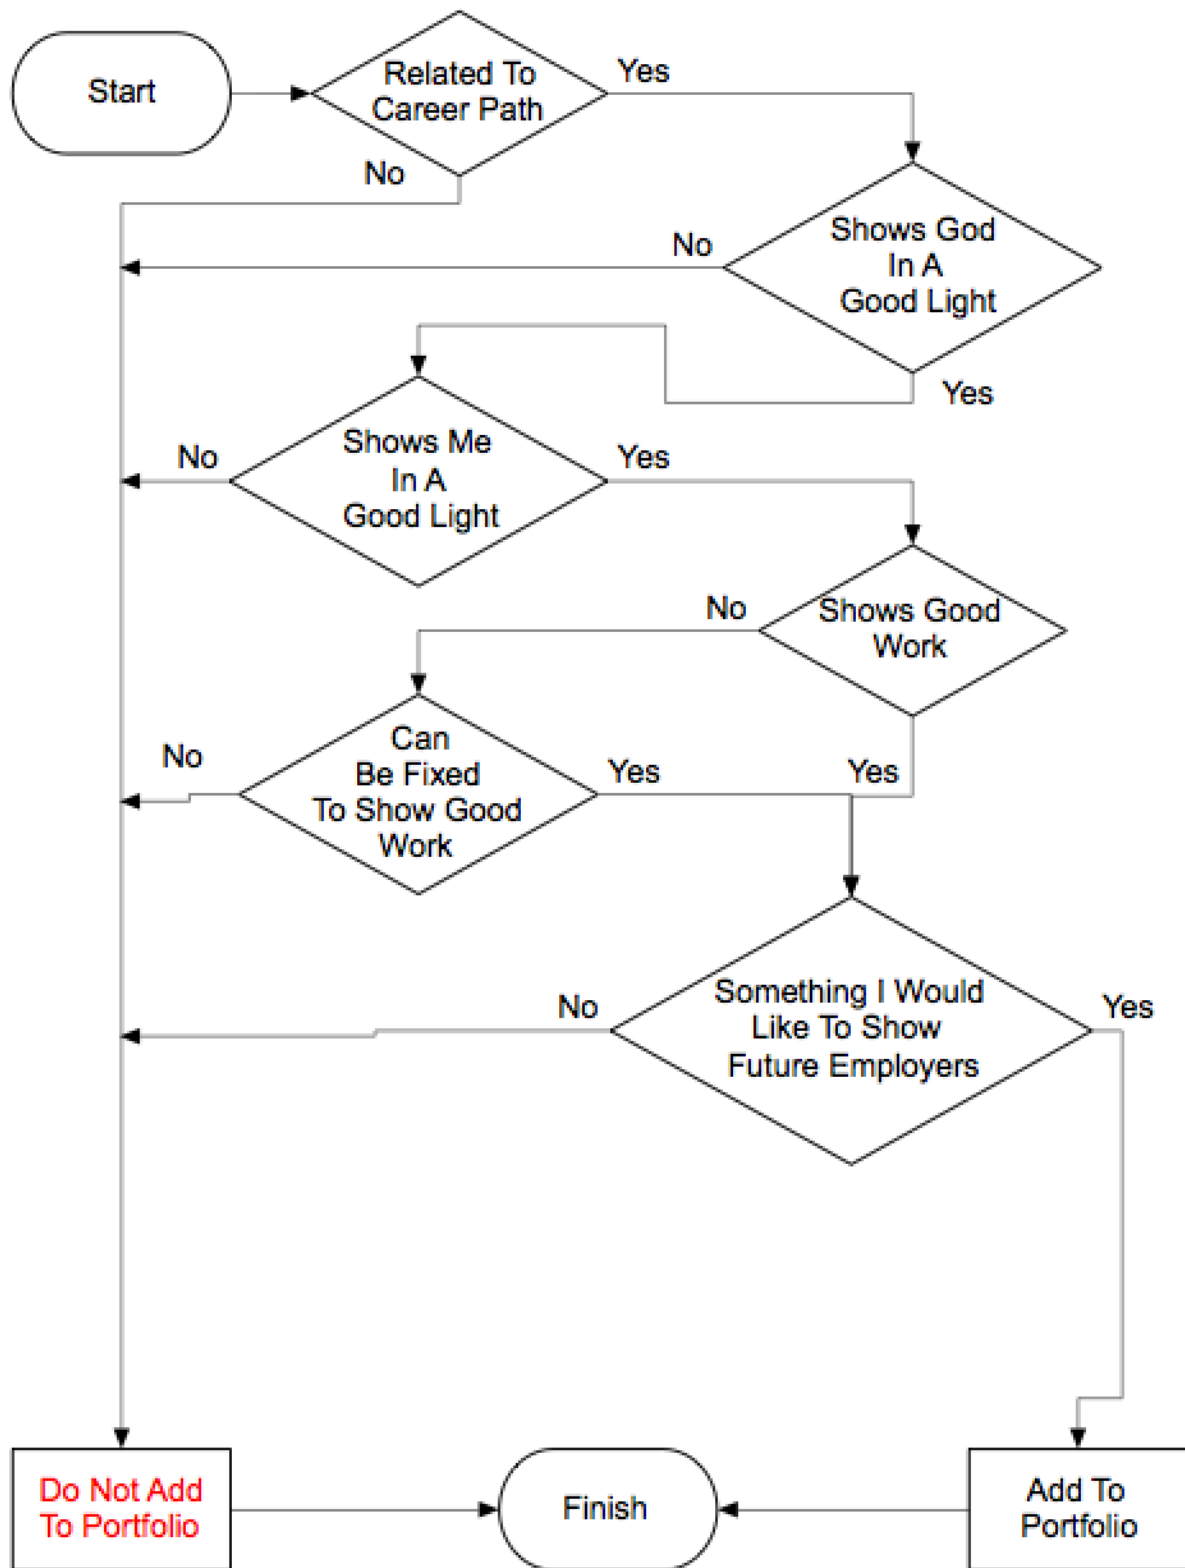 Start
Related To
Career Path
Yes
No
Shows God
In A
Good Light
No
Yes
Shows Me
In A
Good Light
No
Yes
Shows Good
Work
No
Yes
Can
Be Fixed
To Show Good
Work
No
Yes
Something I Would
Like To Show
Future Employers
No
Yes
Do Not Add
To Portfolio
Finish
Add To
Portfolio